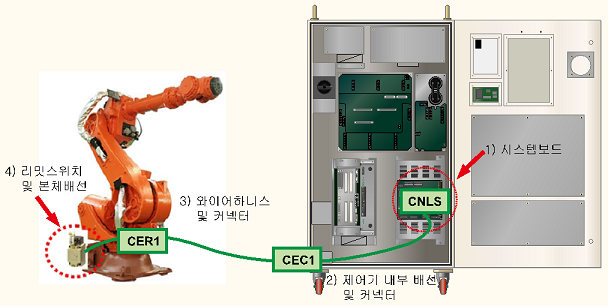 1) 시스템보드
CNLS
4) 리밋스위치
및 본체배선
3) 와이어하니스
및 커넥터
CER1
CEC1
2) 제어기 내부 배선
및 커넥터